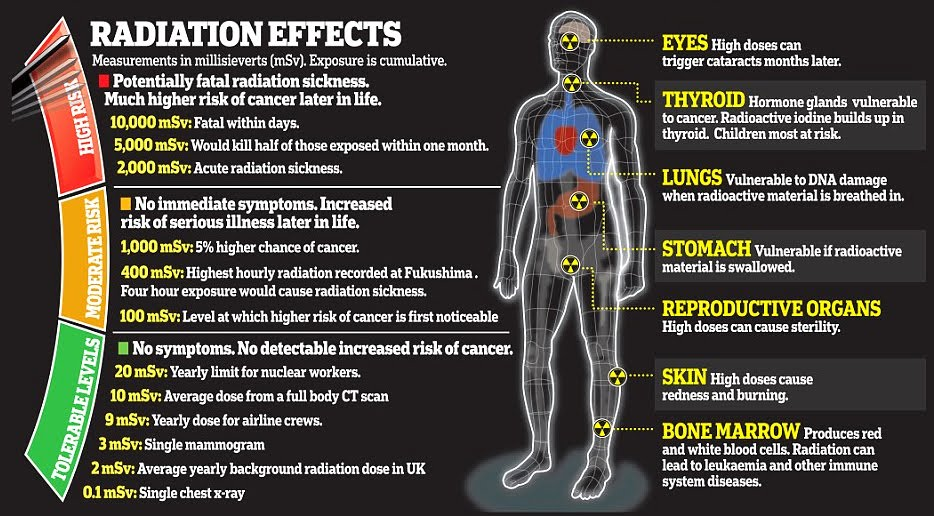 RADIATION EFFECTS
Measurements in millisieverts (mSv). Exposure is cumulative.
HIGH RISK
Potentially fatal radiation sickness.
Much higher risk of cancer later in life.
10,000 mSv: Fatal within days.
5,000 mSv: Would kill half of those exposed within one month.
2,000 mSv: Acute radiation sickness.
MODERATE RISK
No immediate symptoms. Increased
risk of serious illness later in life.
1,000 mSv: 5% higher chance of cancer.
400 mSv: Highest hourly radiation recorded at Fukushima .
Four hour exposure would cause radiation sickness.
100 mSv: Level at which higher risk of cancer is first noticeable
TOLERABLE LEVELS
No symptoms. No detectable increased risk of cancer.
20 mSv: Yearly limit for nuclear workers.
10 mSv: Average dose from a full body CT scan
9 mSv: Yearly dose for airline crews.
3 mSv: Single mammogram
2 mSv: Average yearly background radiation dose in UK
0.1 mSv: Single chest x-ray
EYES High doses can
trigger cataracts months later.
THYROID Hormone glands vulnerable
to cancer. Radioactive iodine builds up in
thyroid. Children most at risk.
LUNGS Vulnerable to DNA damage
when radioactive material is breathed in.
STOMACH Vulnerable if radioactive
material is swallowed.
REPRODUCTIVE ORGANS
High doses can cause sterility.
SKIN High doses cause
redness and burning.
BONE MARROW Produces red
and white blood cells. Radiation can
lead to leukaemia and other immune
system diseases.